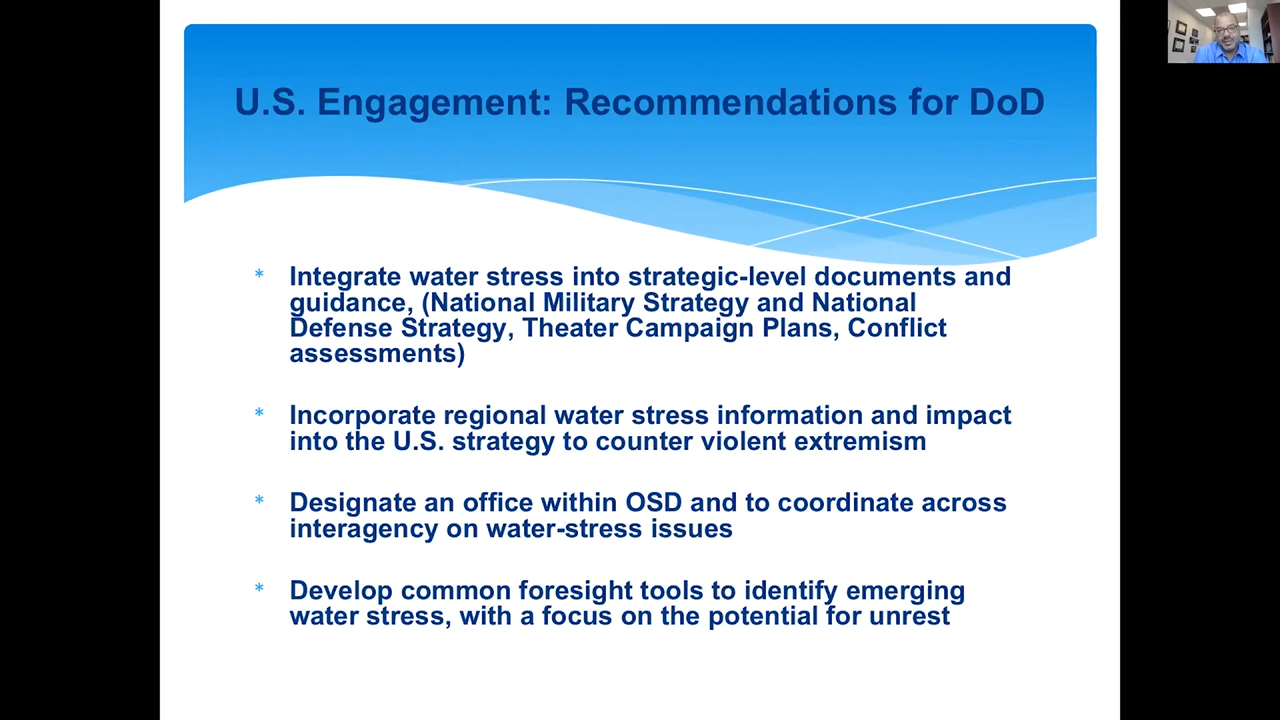 U.S. Engagement: Recommendations for DoD
* Integrate water stress into strategic-level documents and
guidance, (National Military Strategy and National
Defense Strategy, Theater Campaign Plans, Conflict
assessments)
* Incorporate regional water stress information and impact
into the U.S. strategy to counter violent extremism
* Designate an office within OSD and to coordinate across
interagency on water-stress issues
* Develop common foresight tools to identify emerging
water stress, with a focus on the potential for unrest